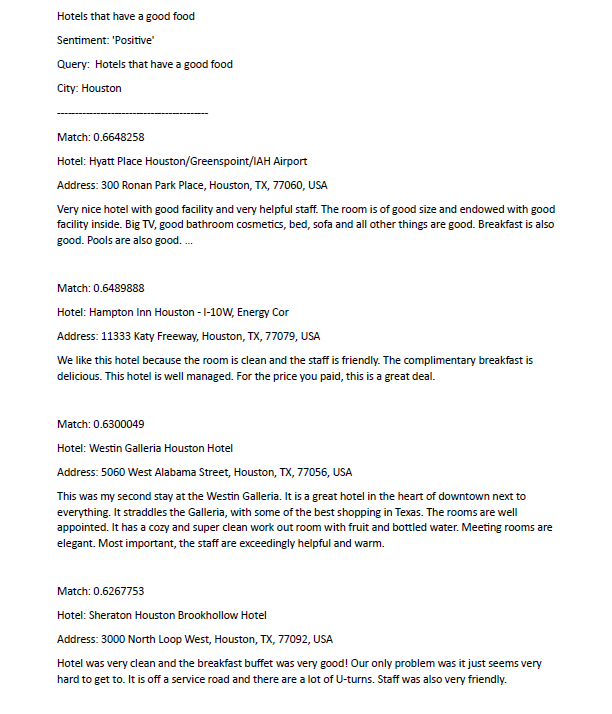 Hotels that have a good food
Sentiment: 'Positive'
Query:  Hotels that have a good food
City: Houston
------------------------------------------
Match: 0.6648258
Hotel: Hyatt Place Houston/Greenspoint/IAH Airport
Address: 300 Ronan Park Place, Houston, TX, 77060, USA
Very nice hotel with good facility and very helpful staff. The room is of good size and endowed with good
facility inside. Big TV, good bathroom cosmetics, bed, sofa and all other things are good. Breakfast is also
good. Pools are also good. ...
Match: 0.6489888
Hotel: Hampton Inn Houston - I-10W, Energy Cor
Address: 11333 Katy Freeway, Houston, TX, 77079, USA
We like this hotel because the room is clean and the staff is friendly. The complimentary breakfast is
delicious. This hotel is well managed. For the price you paid, this is a great deal.
Match: 0.6300049
Hotel: Westin Galleria Houston Hotel
Address: 5060 West Alabama Street, Houston, TX, 77056, USA
This was my second stay at the Westin Galleria. It is a great hotel in the heart of downtown next to
everything. It straddles the Galleria, with some of the best shopping in Texas. The rooms are well
appointed. It has a cozy and super clean work out room with fruit and bottled water. Meeting rooms are
elegant. Most important, the staff are exceedingly helpful and warm.
Match: 0.6267753
Hotel: Sheraton Houston Brookhollow Hotel
Address: 3000 North Loop West, Houston, TX, 77092, USA
Hotel was very clean and the breakfast buffet was very good! Our only problem was it just seems very
hard to get to. It is off a service road and there are a lot of U-turns. Staff was also very friendly.